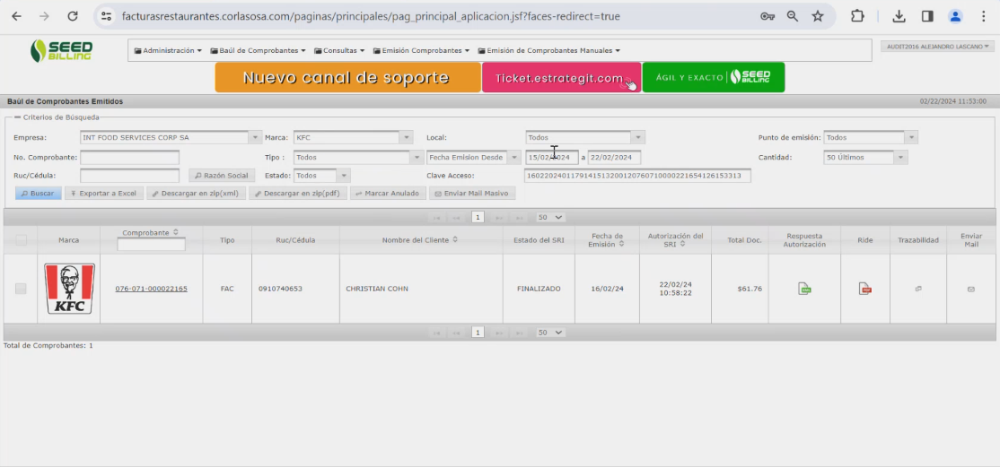 facturasrestaurantes.corlasosa.com/paginas/principales/pag_principal_aplicacion.jsf?faces-redirect=true
SEED BILLING
Administración Baúl de Comprobantes Consultas Emisión Comprobantes Emisión de Comprobantes Manuales
AUDIT2016 ALEJANDRO LASCANO
Nuevo canal de soporte Ticket.estrategit.com ÁGIL Y EXACTO | SEED BILLING
Baúl de Comprobantes Emitidos 02/22/2024 11:53:00
Criterios de Búsqueda
Empresa: INT FOOD SERVICES CORP SA Marca: KFC Local: Todos Punto de emisión: Todos
No. Comprobante: Tipo : Todos Fecha Emision Desde 15/02/2024 a 22/02/2024 Cantidad: 50 Últimos
Ruc/Cédula: Razón Social Estado: Todos Clave Acceso: 1602202401179141513200120760710000221654126153313
Buscar Exportar a Excel Descargar en zip(xml) Descargar en zip(pdf) Marcar Anulado Enviar Mail Masivo
1 50
Marca Comprobante Tipo Ruc/Cédula Nombre del Cliente Estado del SRI Fecha de Emisión Autorización del SRI Total Doc. Respuesta Autorización Ride Trazabilidad Enviar Mail
KFC 076-071-000022165 FAC 0910740653 CHRISTIAN COHN FINALIZADO 16/02/24 22/02/24 10:58:22 $61.76
1 50
Total de Comprobantes: 1